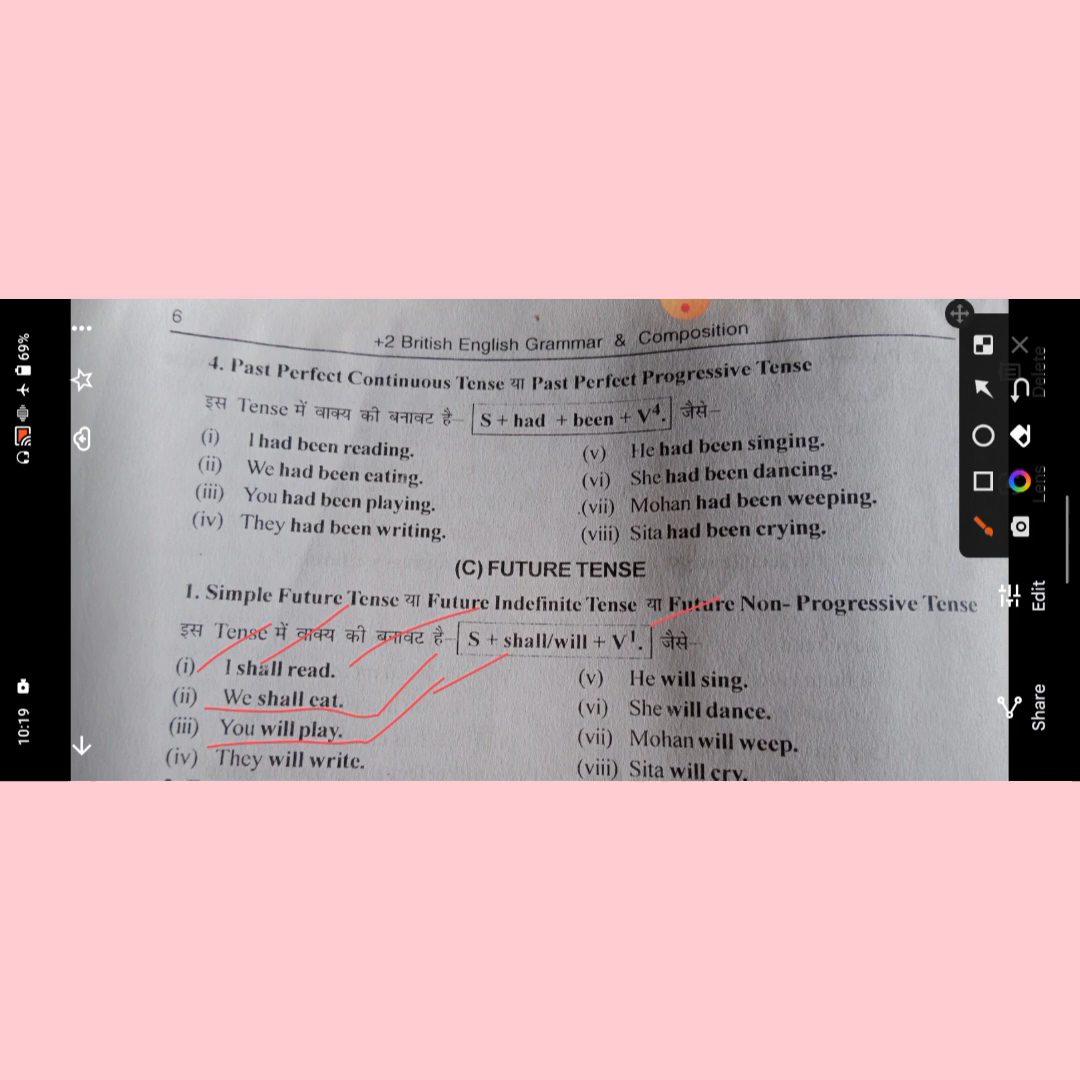 6
+2 British English Grammar & Composition
4. Past Perfect Continuous Tense या Past Perfect Progressive Tense
इस Tense में वाक्य की बनावट है– S + had + been + V⁴. जैसे–
(i) I had been reading.
(ii) We had been eating.
(iii) You had been playing.
(iv) They had been writing.
(v) He had been singing.
(vi) She had been dancing.
(vii) Mohan had been weeping.
(viii) Sita had been crying.
(C) FUTURE TENSE
1. Simple Future Tense या Future Indefinite Tense या Future Non- Progressive Tense
इस Tense में वाक्य की बनावट है– S + shall/will + V¹. जैसे–
(i) I shall read.
(ii) We shall eat.
(iii) You will play.
(iv) They will write.
(v) He will sing.
(vi) She will dance.
(vii) Mohan will weep.
(viii) Sita will cry.
10:19
69%
Delete
Lens
Edit
Share